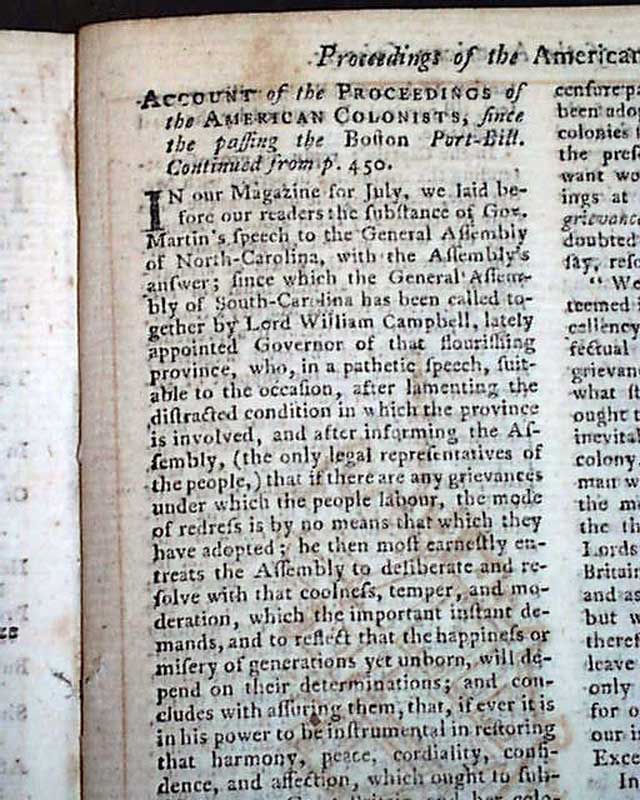 Proceedings of the American
ACCOUNT of the PROCEEDINGS of
the AMERICAN COLONISTS, ſince
the paſſing the Boſton Port-Bill.
Continued from p. 450.
IN our Magazine for July, we laid be-
fore our readers the ſubſtance of Gov.
Martin's ſpeech to the General Aſſembly
of North-Carolina, with the Aſſembly's
anſwer; ſince which the General Aſſem-
bly of South-Carolina has been called to-
gether by Lord William Campbell, lately
appointed Governor of that flouriſhing
province, who, in a pathetic ſpeech, ſuit-
able to the occaſion, after lamenting the
diſtracted condition in which the province
is involved, and after informing the Aſ-
ſembly, (the only legal repreſentatives of
the people,) that if there are any grievances
under which the people labour, the mode
of redreſs is by no means that which they
have adopted; he then moſt earneſtly en-
treats the Aſſembly to deliberate and re-
ſolve with that coolneſs, temper, and mo-
deration, which the important inſtant de-
mands, and to reflect that the happineſs or
miſery of generations yet unborn, will de-
pend on their determinations; and con-
cludes with aſſuring them, that, if ever it is
in his power to be inſtrumental in reſtoring
that harmony, peace, cordiality, confi-
dence, and affection, which ought to ſub-
cenſure pa
been adop
colonies
the preſ
want wo
ings at
grievanc
doubted
ſay, reſo
" We
teemed i
cellency
fectual
grievan
what ſt
ought t
inevital
colony.
man w
the m
the th
Lords
Britain
and aſ
but w
theref
leave
only
for o
our i
Exce
In